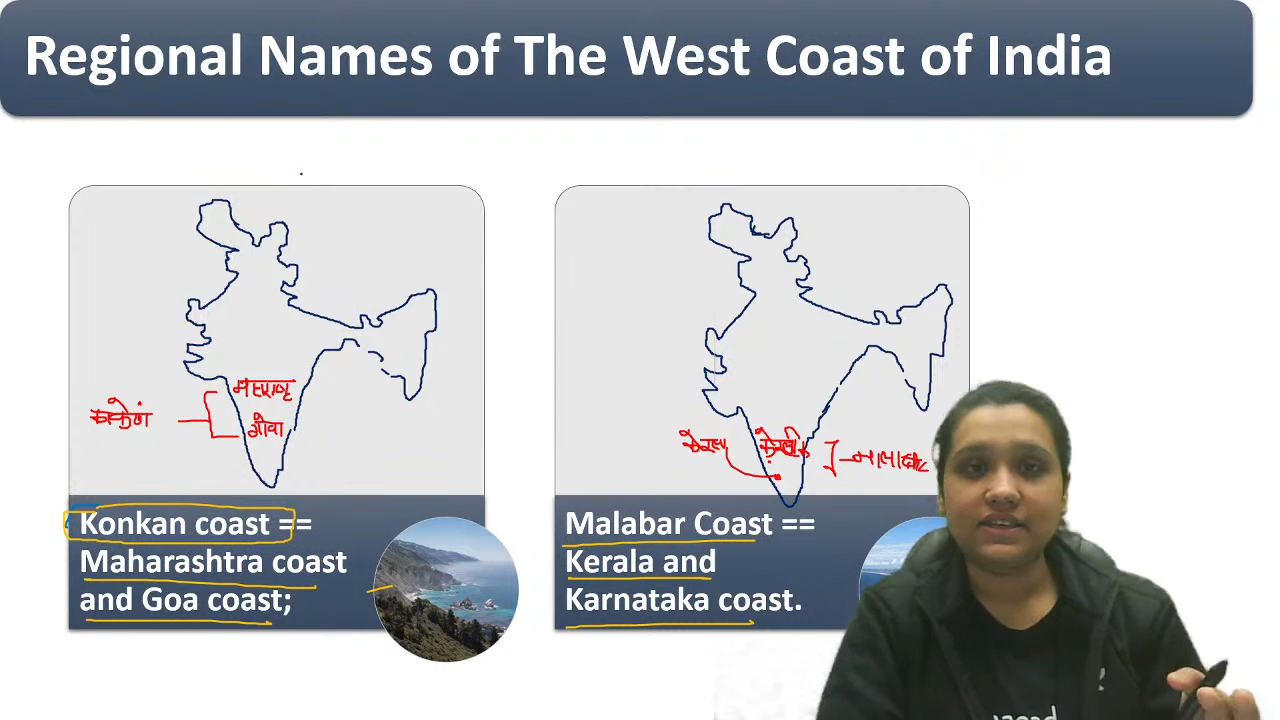 Regional Names of The West Coast of India
महाराष्ट्र
गोवा
Konkan coast ==
Maharashtra coast
and Goa coast;
केरल
Malabar Coast ==
Kerala and
Karnataka coast.